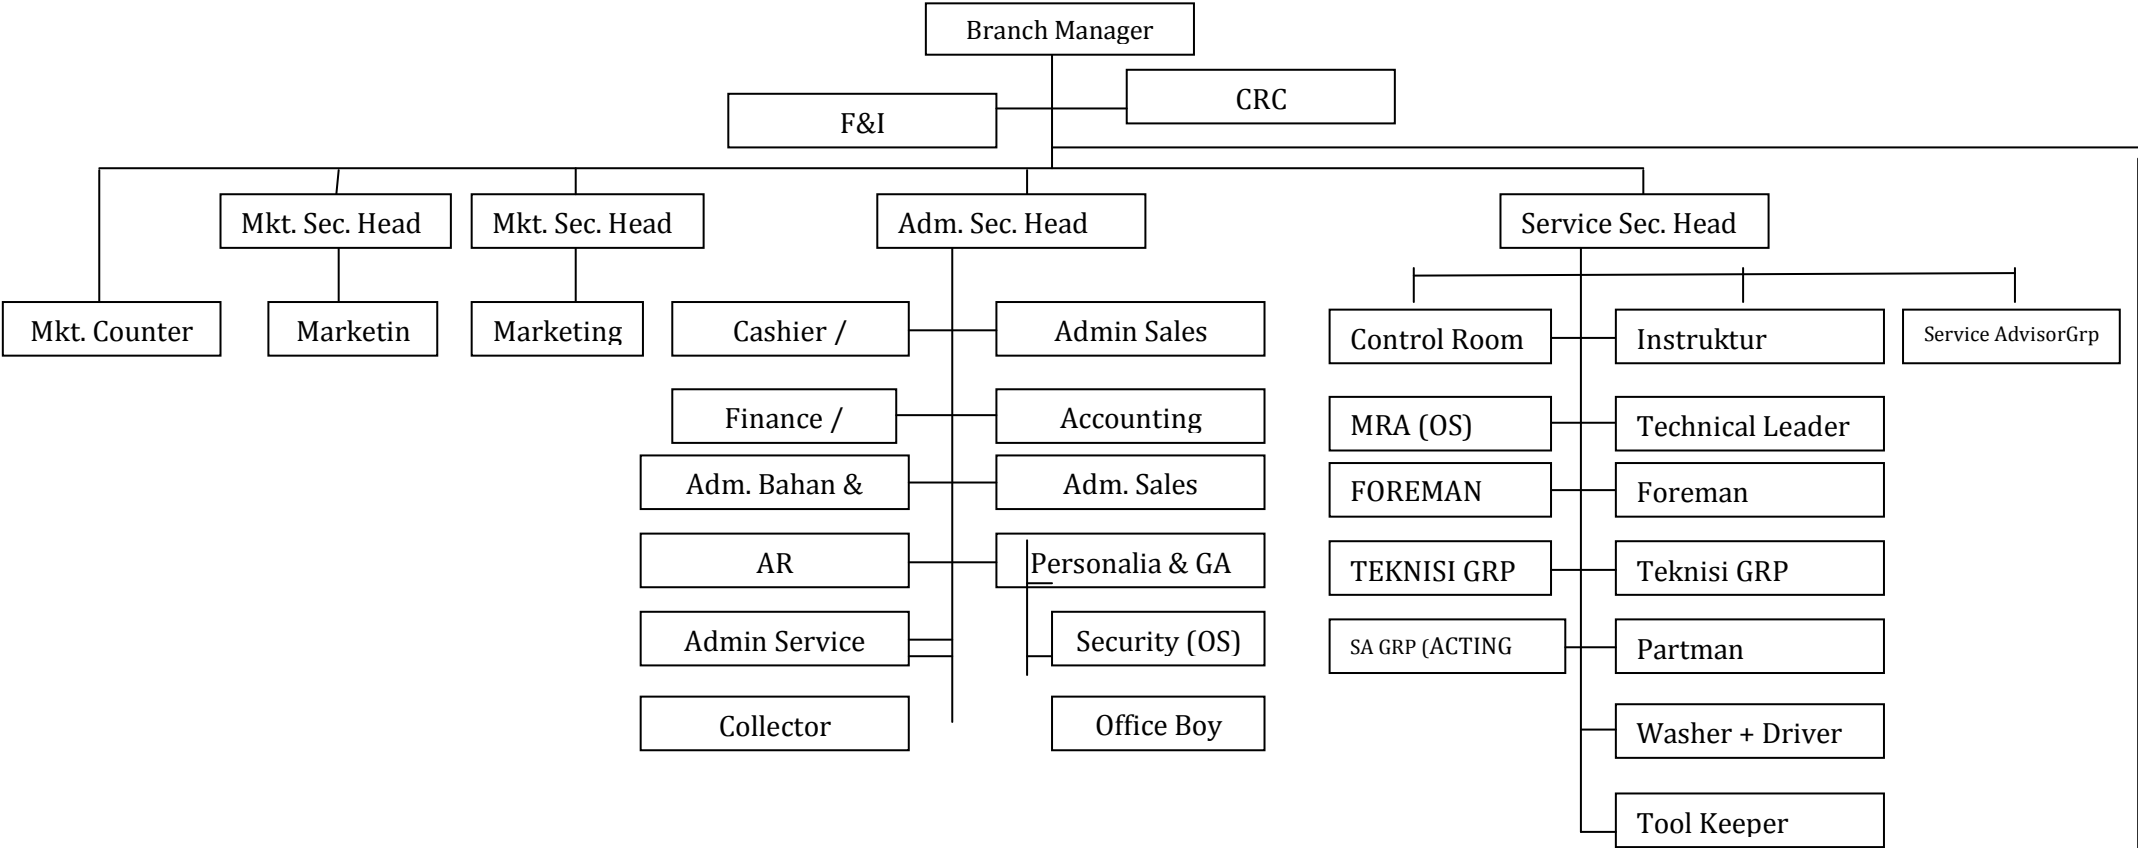 Branch Manager
CRC
F&I
Mkt. Sec. Head
Mkt. Sec. Head
Adm. Sec. Head
Service Sec. Head
Mkt. Counter
Marketin
Marketing
Cashier /
Admin Sales
Control Room
Instruktur
Service AdvisorGrp
Finance /
Accounting
MRA (OS)
Technical Leader
Adm. Bahan &
Adm. Sales
FOREMAN
Foreman
AR
Personalia & GA
TEKNISI GRP
Teknisi GRP
Admin Service
Security (OS)
SA GRP (ACTING
Partman
Collector
Office Boy
Washer + Driver
Tool Keeper